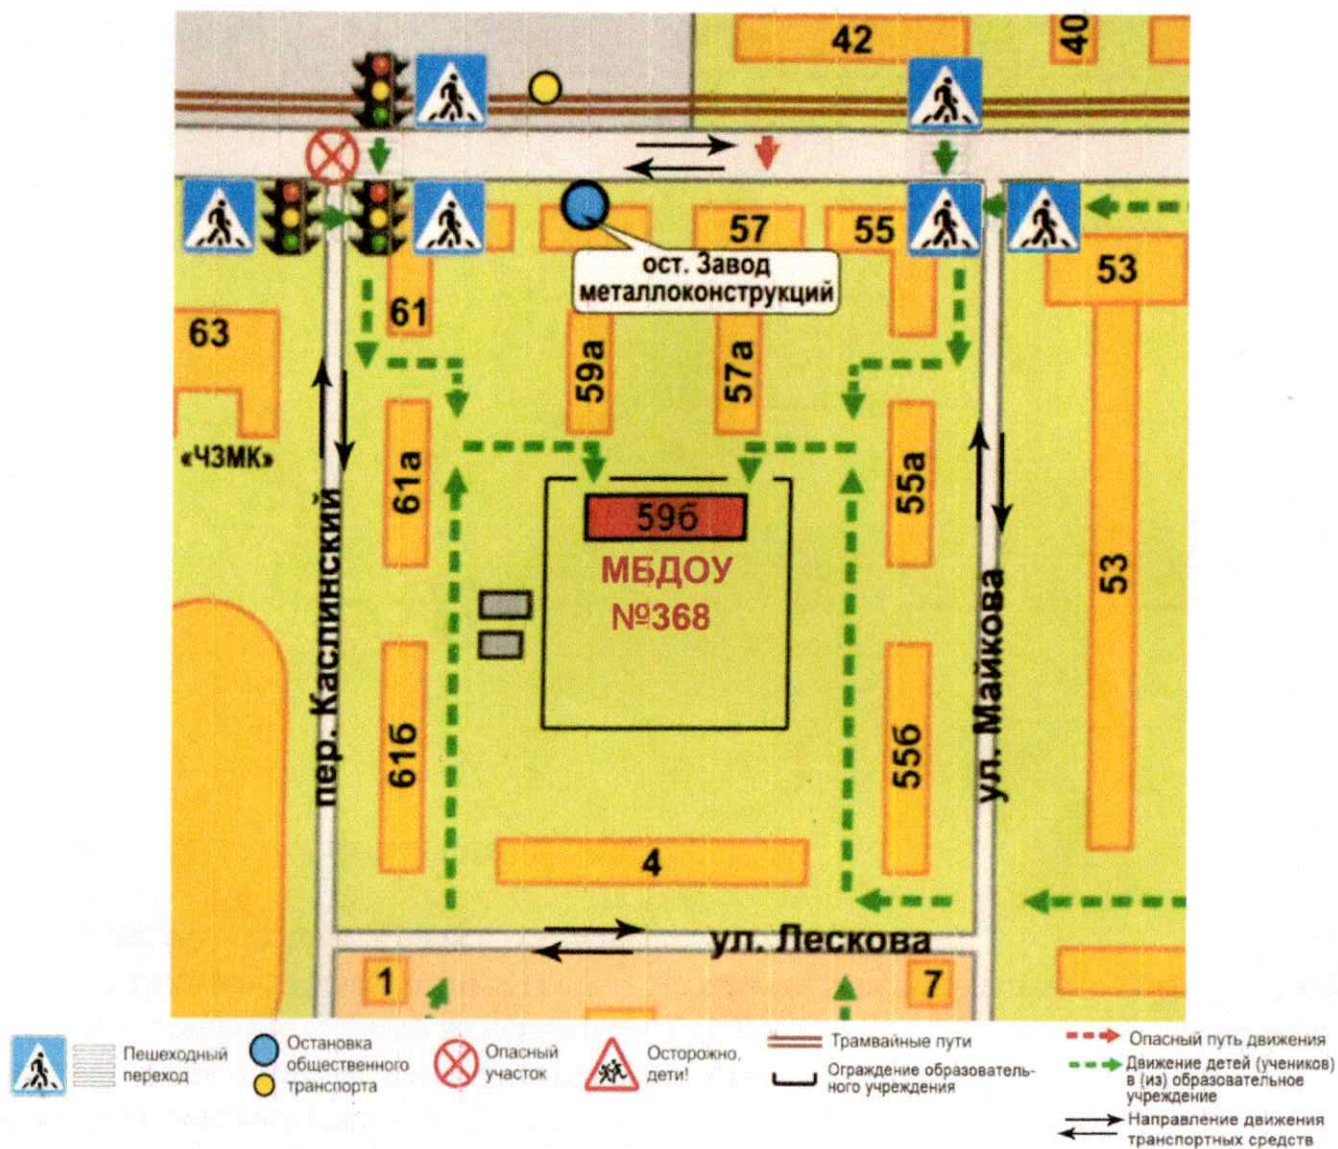 42
40
57
55
53
ост. Завод
металлоконструкций
61
63
59а
57а
«ЧЗМК»
61а
55а
59б
МБДОУ
№368
53
пер. Каслинский
ул. Майкова
61б
55б
4
ул. Лескова
1
7
Пешеходный
переход
Остановка
общественного
транспорта
Опасный
участок
Осторожно,
дети!
Трамвайные пути
Ограждение образователь-
ного учреждения
Опасный путь движения
Движение детей (учеников)
в (из) образовательное
учреждение
Направление движения
транспортных средств